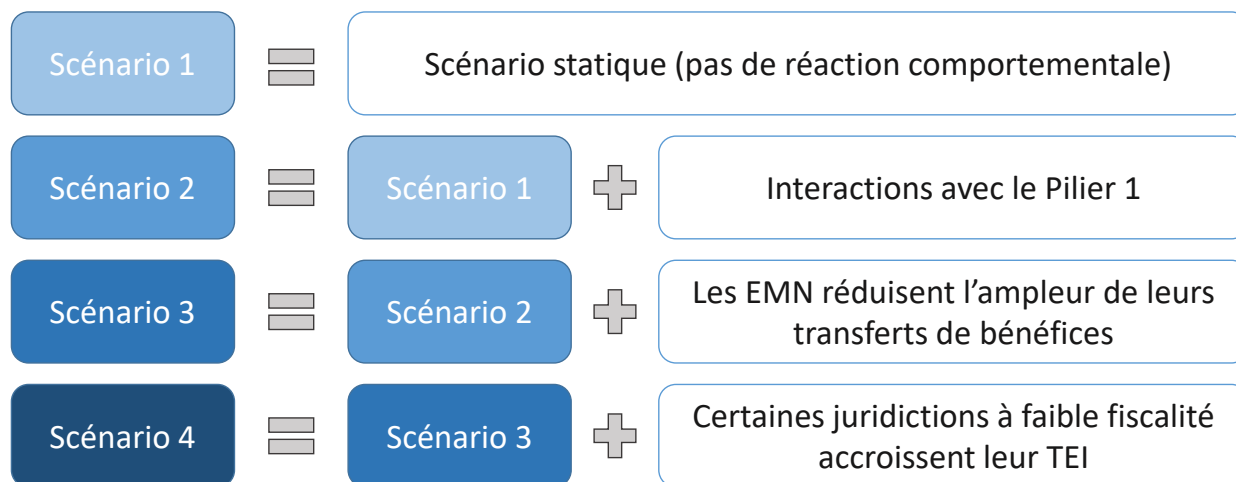 Scénario 1
Scénario statique (pas de réaction comportementale)
Scénario 2
Scénario 1
Interactions avec le Pilier 1
Scénario 3
Scénario 2
Les EMN réduisent l’ampleur de leurs
transferts de bénéfices
Scénario 4
Scénario 3
Certaines juridictions à faible fiscalité
accroissent leur TEI